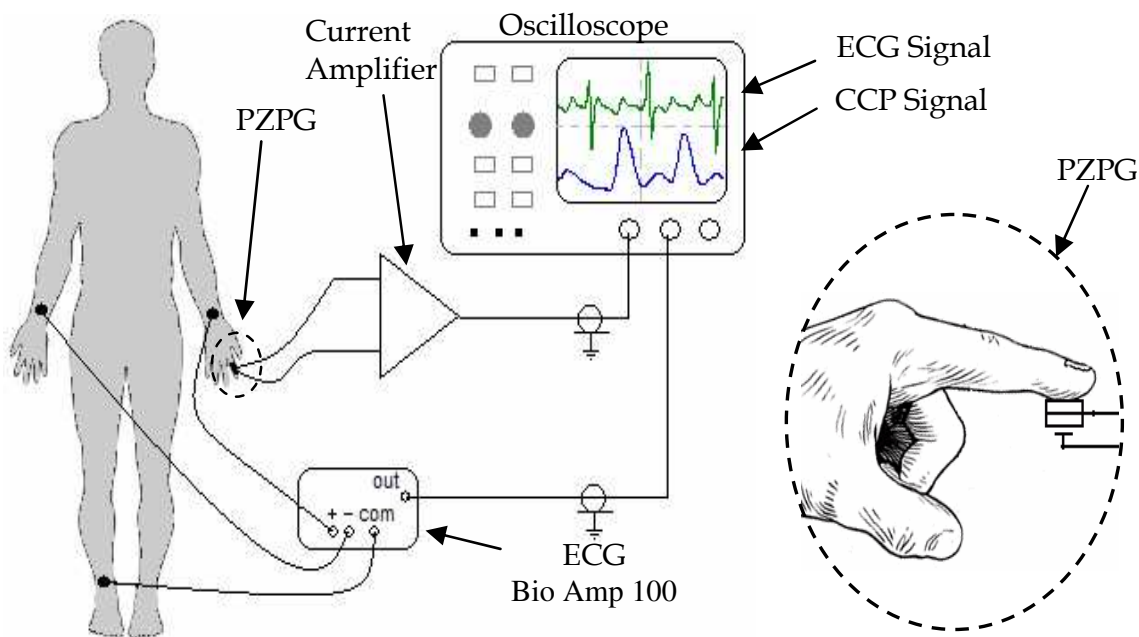 Current
Amplifier
Oscilloscope
ECG Signal
CCP Signal
PZPG
PZPG
out
+ - com
ECG
Bio Amp 100